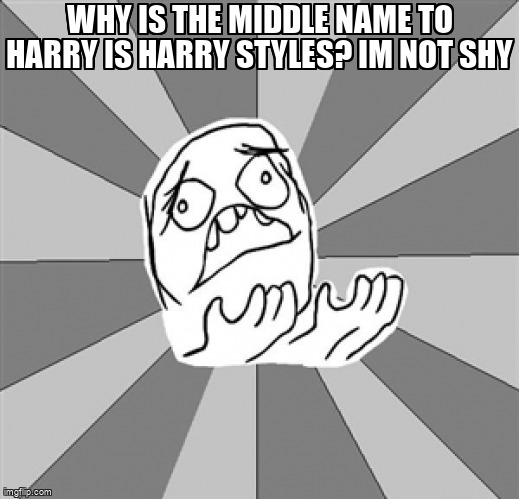 WHY IS THE MIDDLE NAME TO
HARRY IS HARRY STYLES? IM NOT SHY
imgflip.com